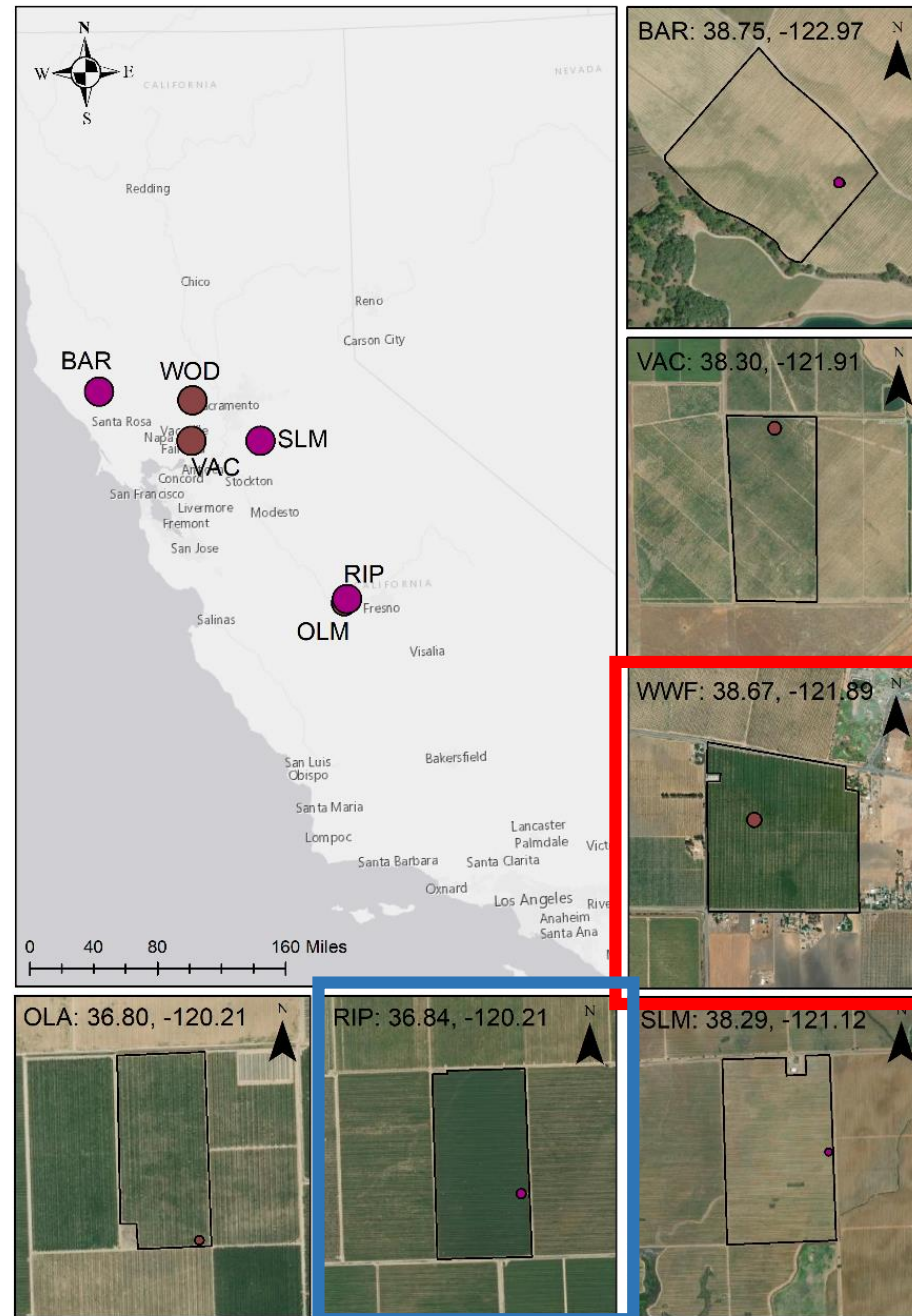 N
W E
S
CALIFORNIA
NEVADA
Redding
Chico
Reno
Carson City
BAR
WOD
Sacramento
Santa Rosa
Napa
SLM
VAC
Concord
Stockton
San Francisco
Livermore
Modesto
Fremont
San Jose
RIP
CALIFORNIA
Fresno
OLM
Salinas
Visalia
San Luis
Obispo
Bakersfield
Santa Maria
Lompoc
Lancaster
Palmdale
Santa Barbara
Santa Clarita
Oxnard
Los Angeles
Anaheim
Santa Ana
0 40 80 160 Miles
BAR: 38.75, -122.97
N
VAC: 38.30, -121.91
N
WWF: 38.67, -121.89
N
OLA: 36.80, -120.21
N
RIP: 36.84, -120.21
N
SLM: 38.29, -121.12
N